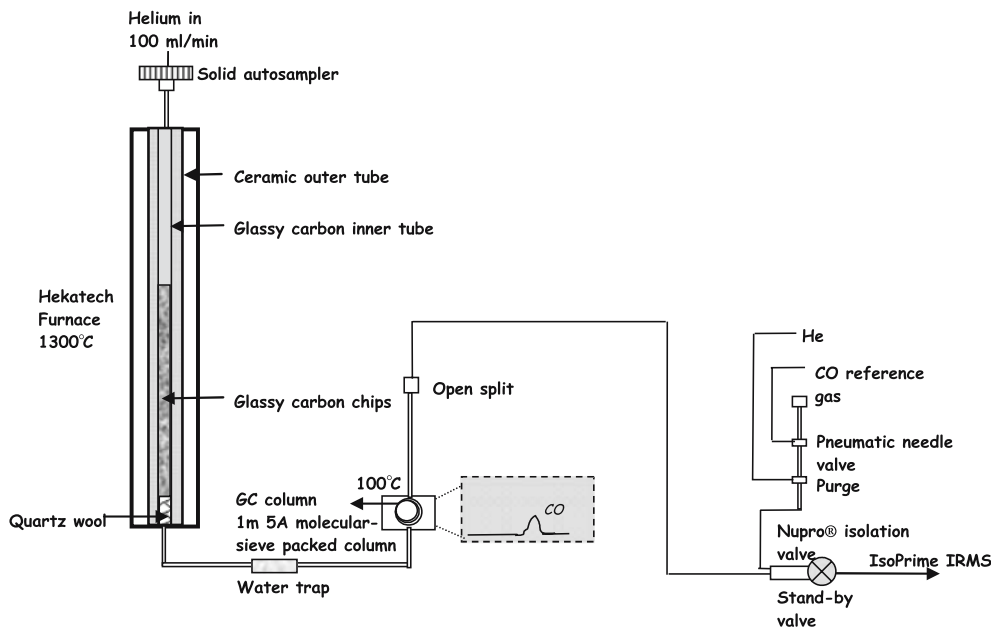 Helium in
100 ml/min
Solid autosampler
Ceramic outer tube
Glassy carbon inner tube
Hekatech
Furnace
1300°C
Glassy carbon chips
Quartz wool
GC column
1m 5A molecular-
sieve packed column
Water trap
100°C
Open split
CO
He
CO reference
gas
Pneumatic needle
valve
Purge
Nupro® isolation
valve
IsoPrime IRMS
Stand-by
valve